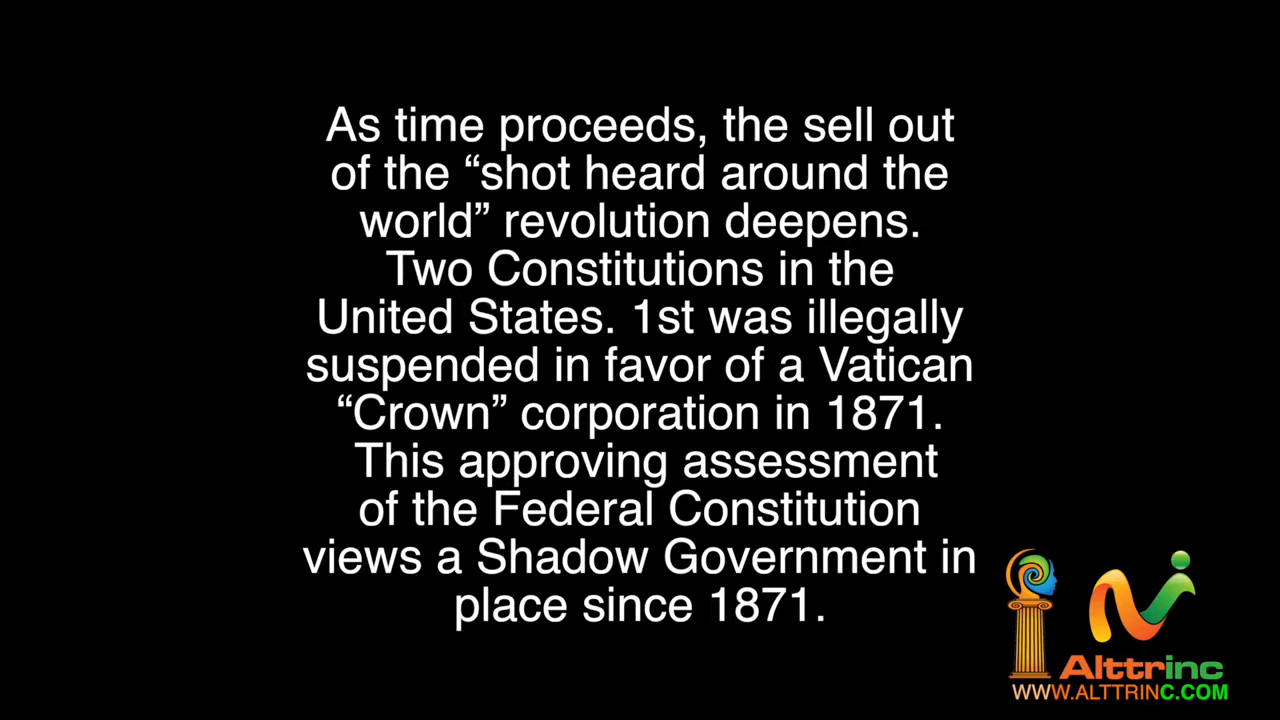 As time proceeds, the sell out
of the “shot heard around the
world” revolution deepens.
Two Constitutions in the
United States. 1st was illegally
suspended in favor of a Vatican
“Crown” corporation in 1871.
This approving assessment
of the Federal Constitution
views a Shadow Government in
place since 1871.
Alttrinc
WWW.ALTTRINC.COM